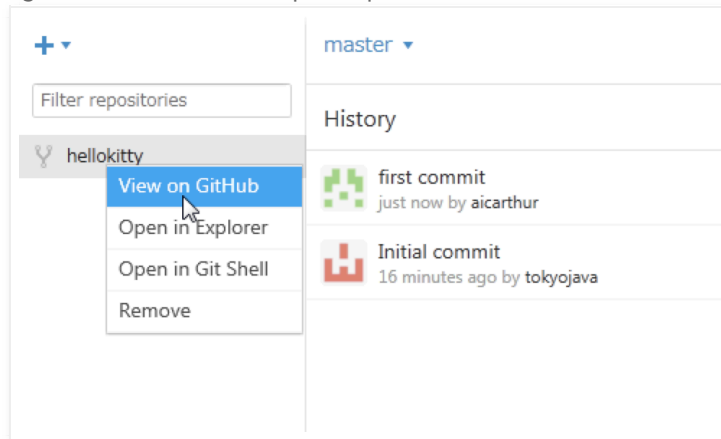 master
Filter repositories
History
hellokitty
View on GitHub
Open in Explorer
Open in Git Shell
Remove
first commit
just now by aicarthur
Initial commit
16 minutes ago by tokyojava